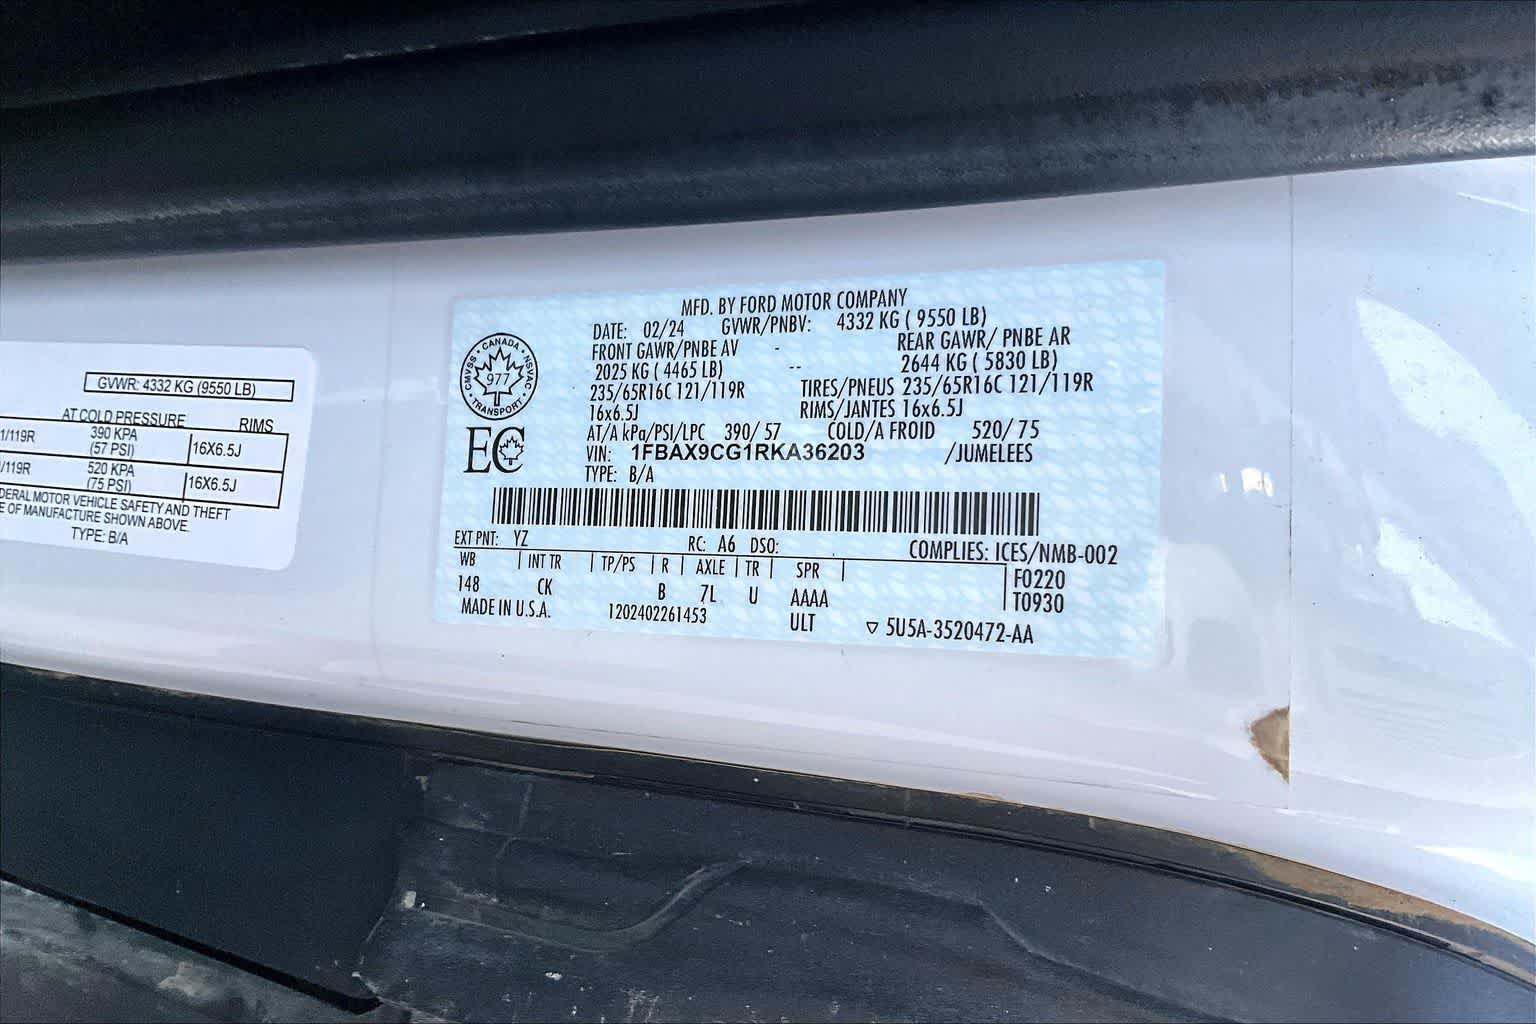 GVWR: 4332 KG (9550 LB)
AT COLD PRESSURE RIMS
1/119R 390 KPA (57 PSI) 16X6.5J
/119R 520 KPA (75 PSI) 16X6.5J
DERAL MOTOR VEHICLE SAFETY AND THEFT
E OF MANUFACTURE SHOWN ABOVE.
TYPE: B/A
MFD. BY FORD MOTOR COMPANY
DATE: 02/24 GVWR/PNBV: 4332 KG ( 9550 LB)
FRONT GAWR/PNBE AV - REAR GAWR/ PNBE AR
2025 KG ( 4465 LB) -- 2644 KG ( 5830 LB)
235/65R16C 121/119R TIRES/PNEUS 235/65R16C 121/119R
16x6.5J RIMS/JANTES 16x6.5J
AT/A kPa/PSI/LPC 390/ 57 COLD/A FROID 520/ 75
VIN: 1FBAX9CG1RKA36203 /JUMELEES
TYPE: B/A
CMVSS • CANADA • NSVAC • TRANSPORT •
977
EC
EXT PNT: YZ RC: A6 DSO: COMPLIES: ICES/NMB-002
WB | INT TR | TP/PS | R | AXLE | TR | SPR | F0220
148 CK B 7L U AAAA T0930
MADE IN U.S.A. 1202402261453 ULT ▽ 5U5A-3520472-AA